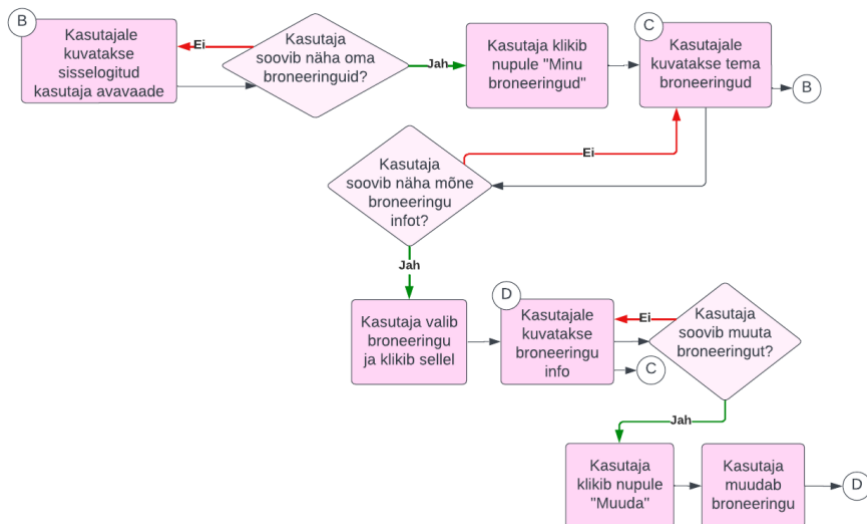 B
Kasutajale
kuvatakse
sisselogitud
kasutaja avavaade
Ei
Kasutaja
soovib näha oma
broneeringuid?
Jah
Kasutaja klikib
nupule "Minu
broneeringud"
C
Kasutajale
kuvatakse tema
broneeringud
B
Kasutaja
soovib näha mõne
broneeringu
infot?
Ei
Jah
Kasutaja valib
broneeringu
ja klikib sellel
D
Kasutajale
kuvatakse
broneeringu
info
C
Ei
Kasutaja
soovib muuta
broneeringut?
Jah
Kasutaja
klikib nupule
"Muuda"
Kasutaja
muudab
broneeringu
D